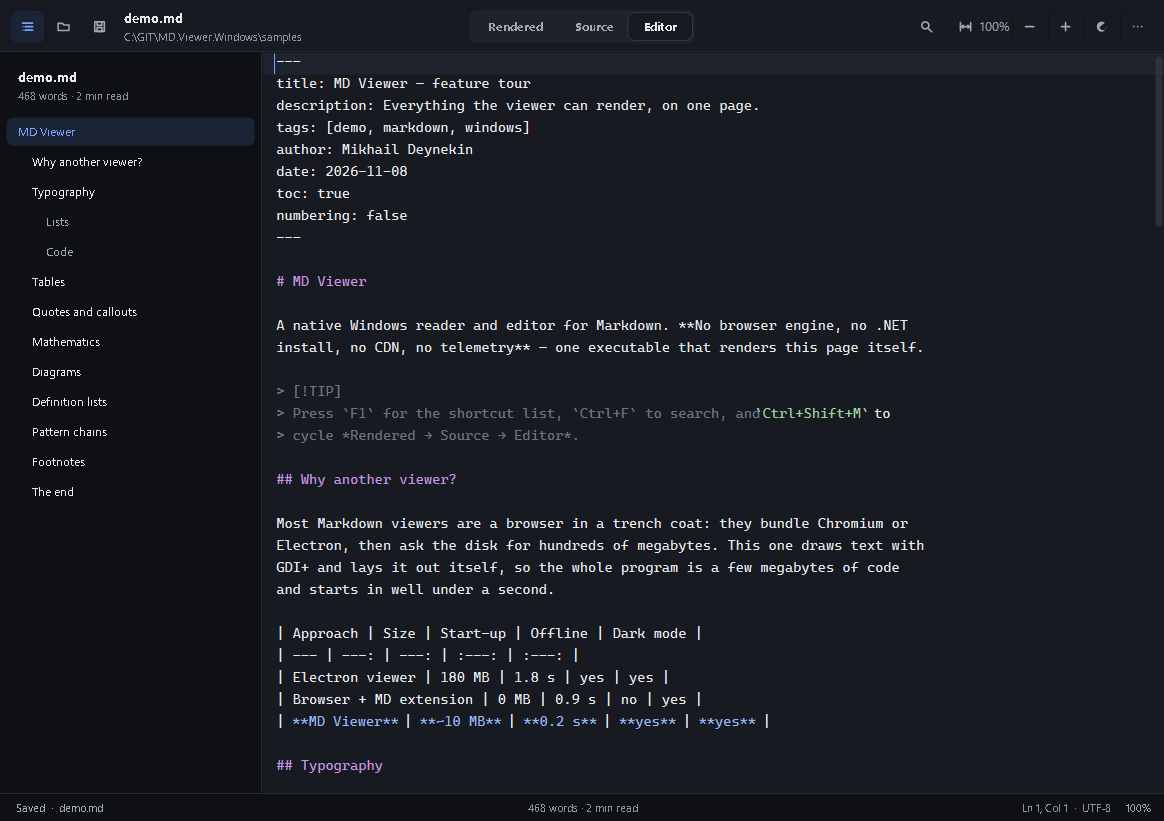 demo.md
C:\GIT\MD.Viewer.Windows\samples
Rendered Source Editor
100%
demo.md
468 words · 2 min read
MD Viewer
Why another viewer?
Typography
Lists
Code
Tables
Quotes and callouts
Mathematics
Diagrams
Definition lists
Pattern chains
Footnotes
The end
---
title: MD Viewer — feature tour
description: Everything the viewer can render, on one page.
tags: [demo, markdown, windows]
author: Mikhail Deynekin
date: 2026-11-08
toc: true
numbering: false
---
# MD Viewer
A native Windows reader and editor for Markdown. **No browser engine, no .NET
install, no CDN, no telemetry** — one executable that renders this page itself.
> [!TIP]
> Press `F1` for the shortcut list, `Ctrl+F` to search, and`Ctrl+Shift+M` to
> cycle *Rendered → Source → Editor*.
## Why another viewer?
Most Markdown viewers are a browser in a trench coat: they bundle Chromium or
Electron, then ask the disk for hundreds of megabytes. This one draws text with
GDI+ and lays it out itself, so the whole program is a few megabytes of code
and starts in well under a second.
| Approach | Size | Start-up | Offline | Dark mode |
| --- | ---: | ---: | :---: | :---: |
| Electron viewer | 180 MB | 1.8 s | yes | yes |
| Browser + MD extension | 0 MB | 0.9 s | no | yes |
| **MD Viewer** | **~10 MB** | **0.2 s** | **yes** | **yes** |
## Typography
Saved · demo.md
468 words · 2 min read
Ln 1, Col 1 · UTF-8 100%